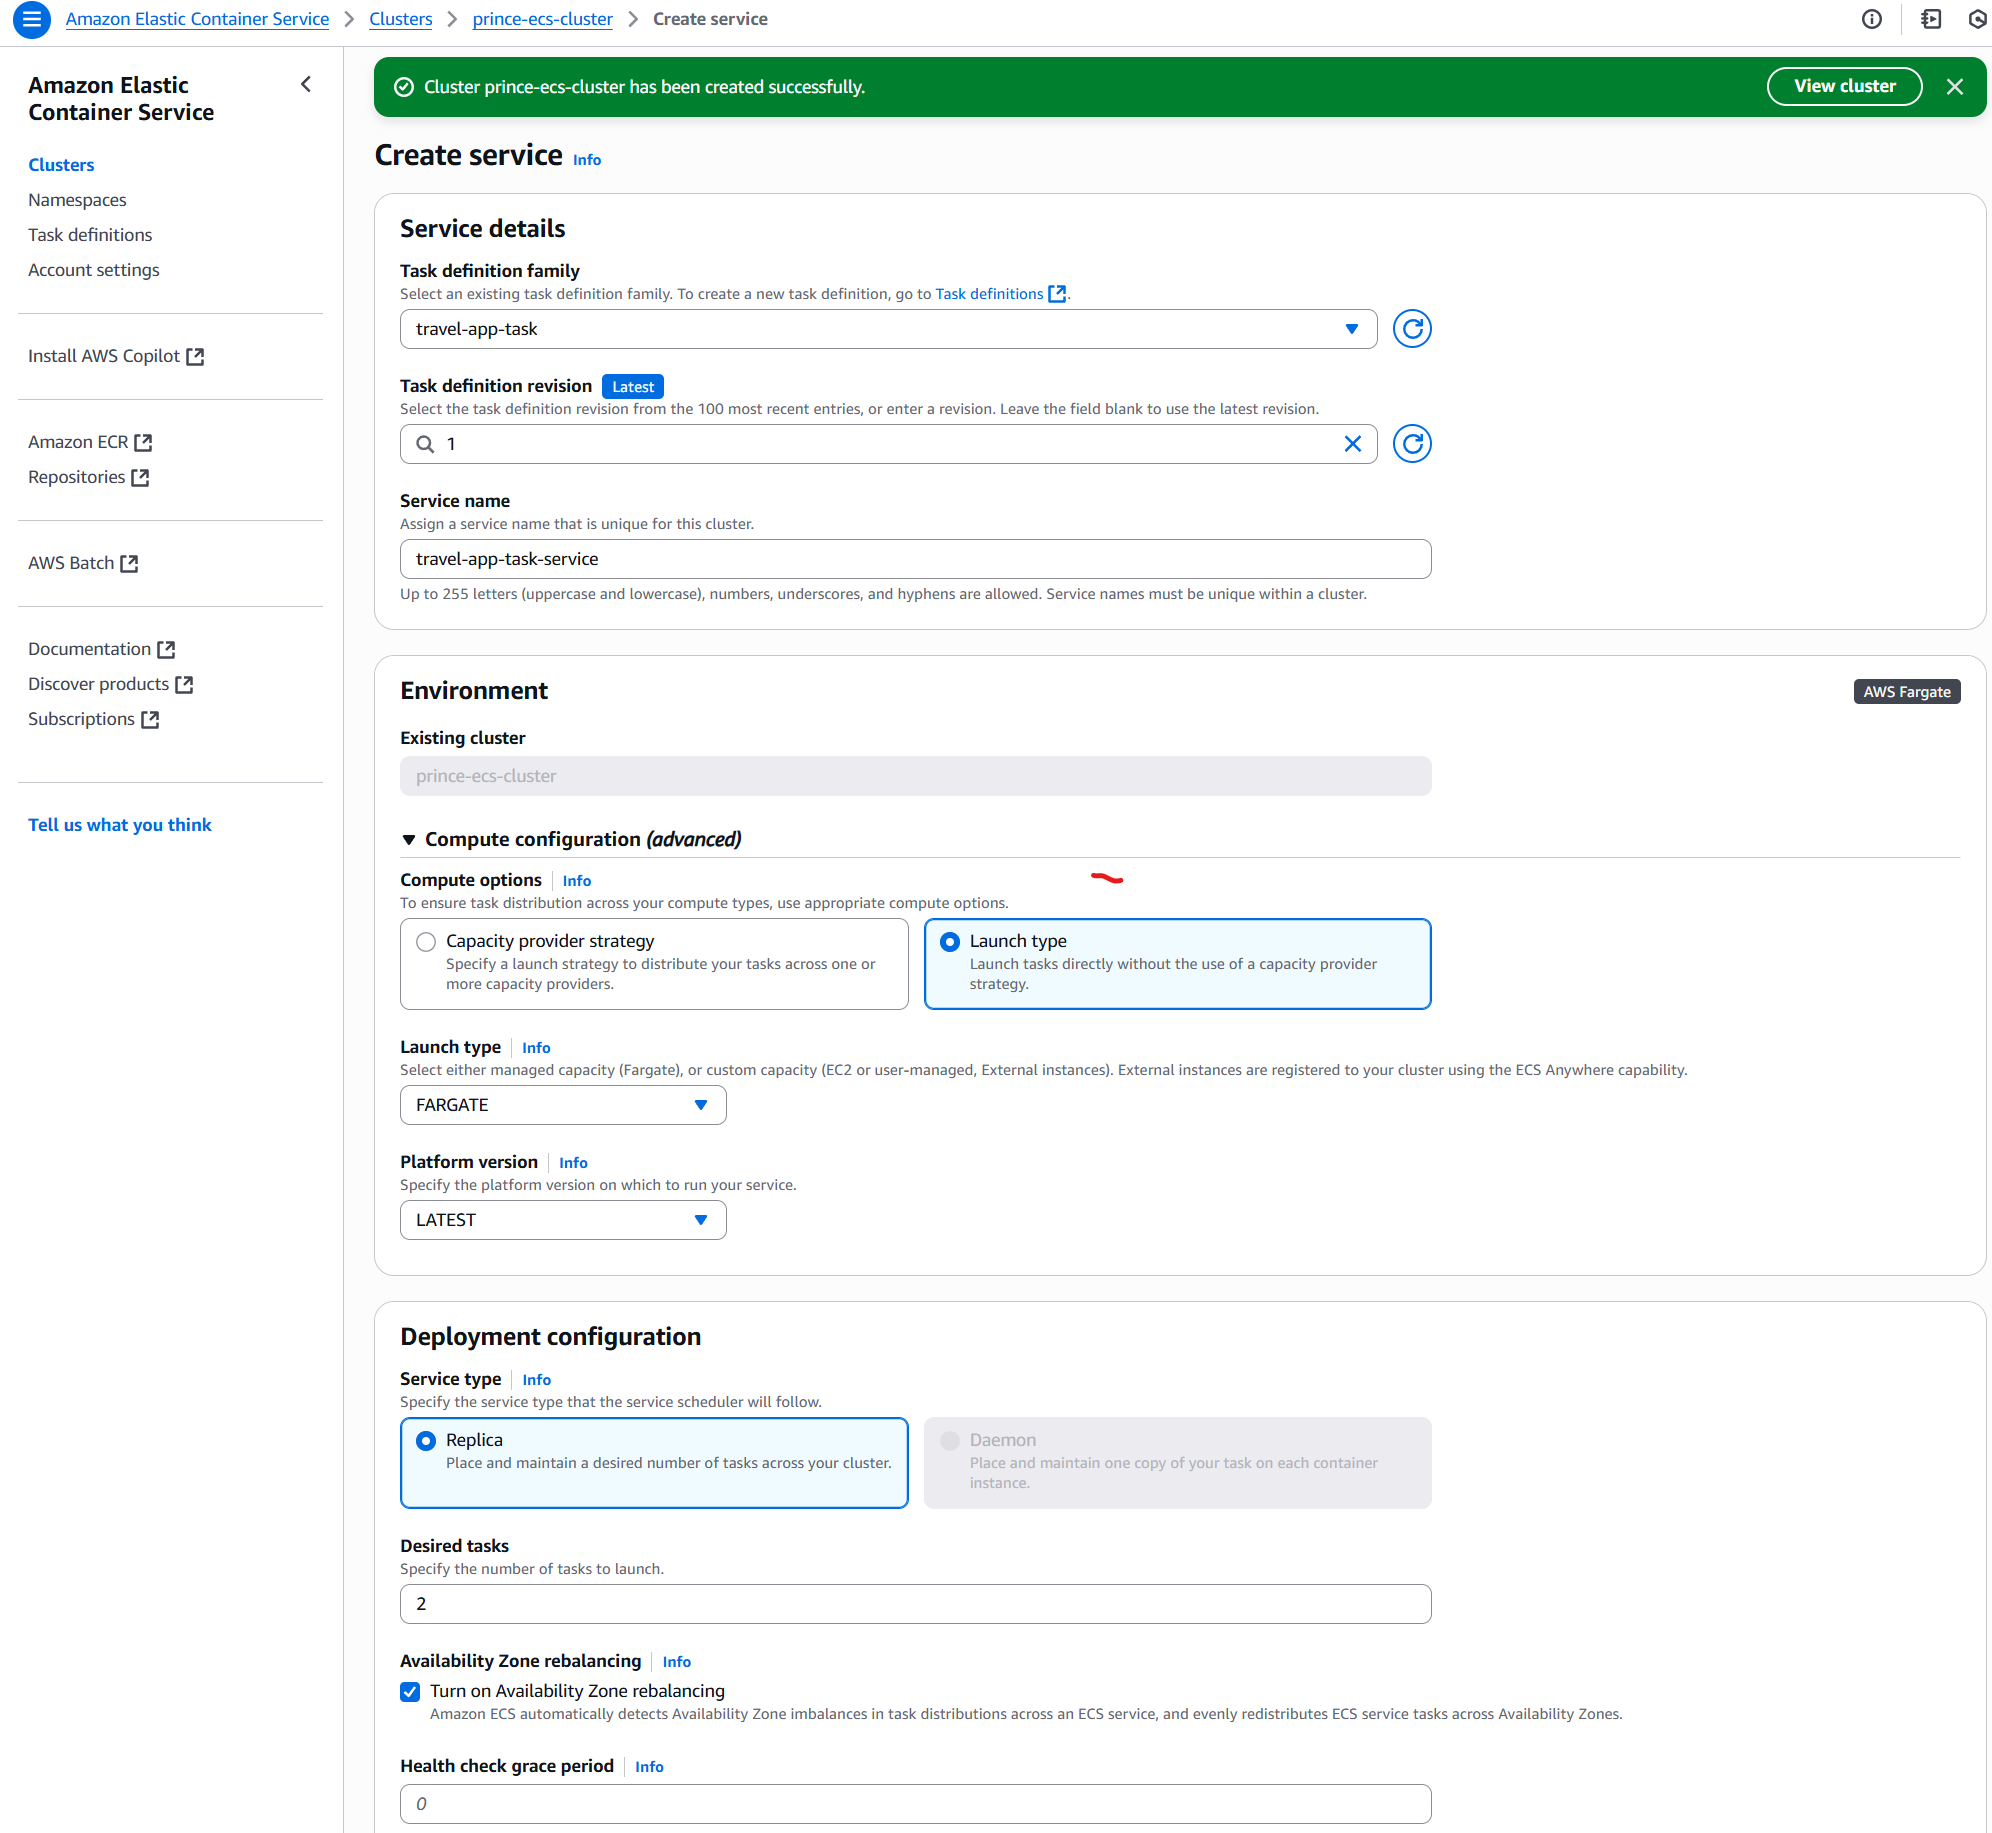 Amazon Elastic Container Service > Clusters > prince-ecs-cluster > Create service
Amazon Elastic
Container Service
Clusters
Namespaces
Task definitions
Account settings
Install AWS Copilot
Amazon ECR
Repositories
AWS Batch
Documentation
Discover products
Subscriptions
Tell us what you think
Cluster prince-ecs-cluster has been created successfully.
View cluster
Create service Info
Service details
Task definition family
Select an existing task definition family. To create a new task definition, go to Task definitions.
travel-app-task
Task definition revision Latest
Select the task definition revision from the 100 most recent entries, or enter a revision. Leave the field blank to use the latest revision.
1
Service name
Assign a service name that is unique for this cluster.
travel-app-task-service
Up to 255 letters (uppercase and lowercase), numbers, underscores, and hyphens are allowed. Service names must be unique within a cluster.
Environment
AWS Fargate
Existing cluster
prince-ecs-cluster
Compute configuration (advanced)
Compute options Info
To ensure task distribution across your compute types, use appropriate compute options.
Capacity provider strategy
Specify a launch strategy to distribute your tasks across one or
more capacity providers.
Launch type
Launch tasks directly without the use of a capacity provider
strategy.
Launch type Info
Select either managed capacity (Fargate), or custom capacity (EC2 or user-managed, External instances). External instances are registered to your cluster using the ECS Anywhere capability.
FARGATE
Platform version Info
Specify the platform version on which to run your service.
LATEST
Deployment configuration
Service type Info
Specify the service type that the service scheduler will follow.
Replica
Place and maintain a desired number of tasks across your cluster.
Daemon
Place and maintain one copy of your task on each container
instance.
Desired tasks
Specify the number of tasks to launch.
2
Availability Zone rebalancing Info
Turn on Availability Zone rebalancing
Amazon ECS automatically detects Availability Zone imbalances in task distributions across an ECS service, and evenly redistributes ECS service tasks across Availability Zones.
Health check grace period Info
0